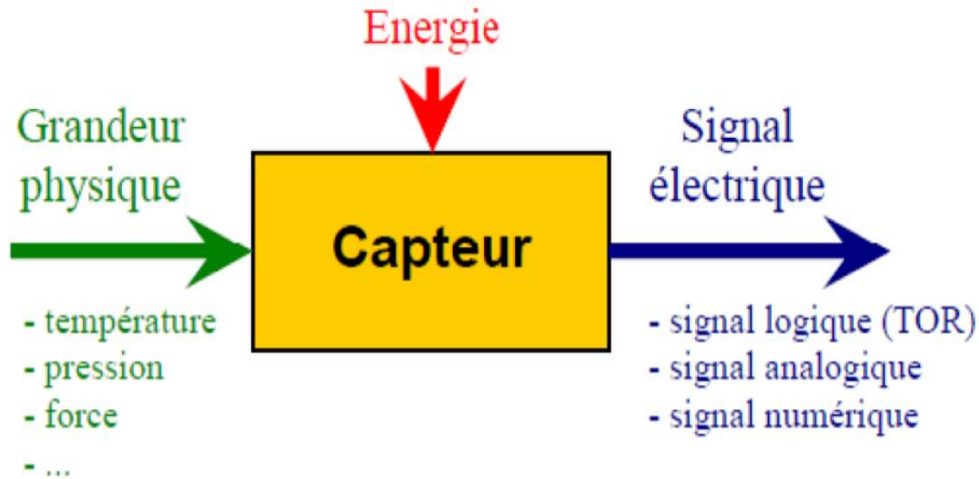 Energie
Grandeur
physique
Signal
électrique
Capteur
- température
- pression
- force
- ...
- signal logique (TOR)
- signal analogique
- signal numérique